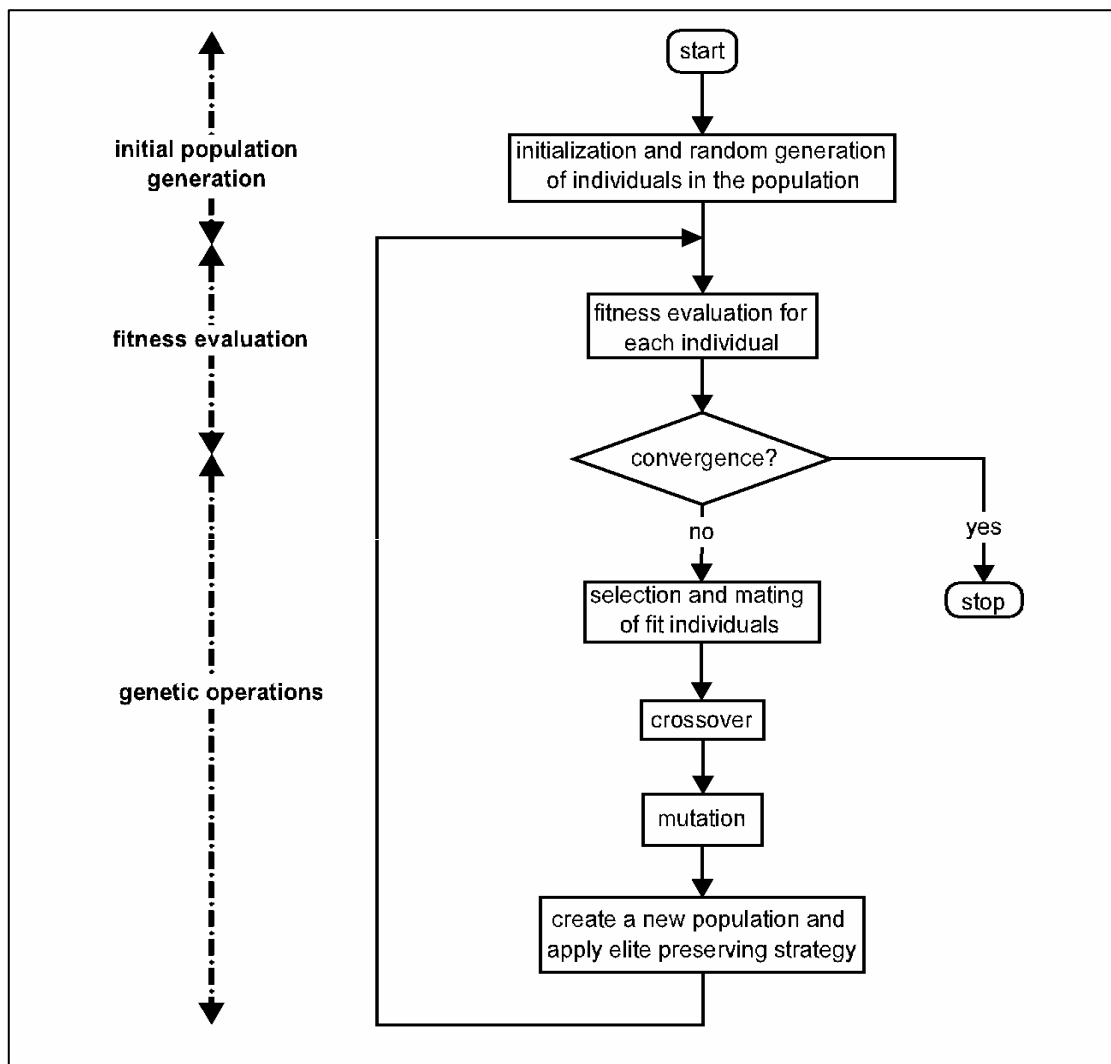 start
initial population
generation
initialization and random generation
of individuals in the population
fitness evaluation
fitness evaluation for
each individual
convergence?
no
yes
selection and mating
of fit individuals
stop
genetic operations
crossover
mutation
create a new population and
apply elite preserving strategy